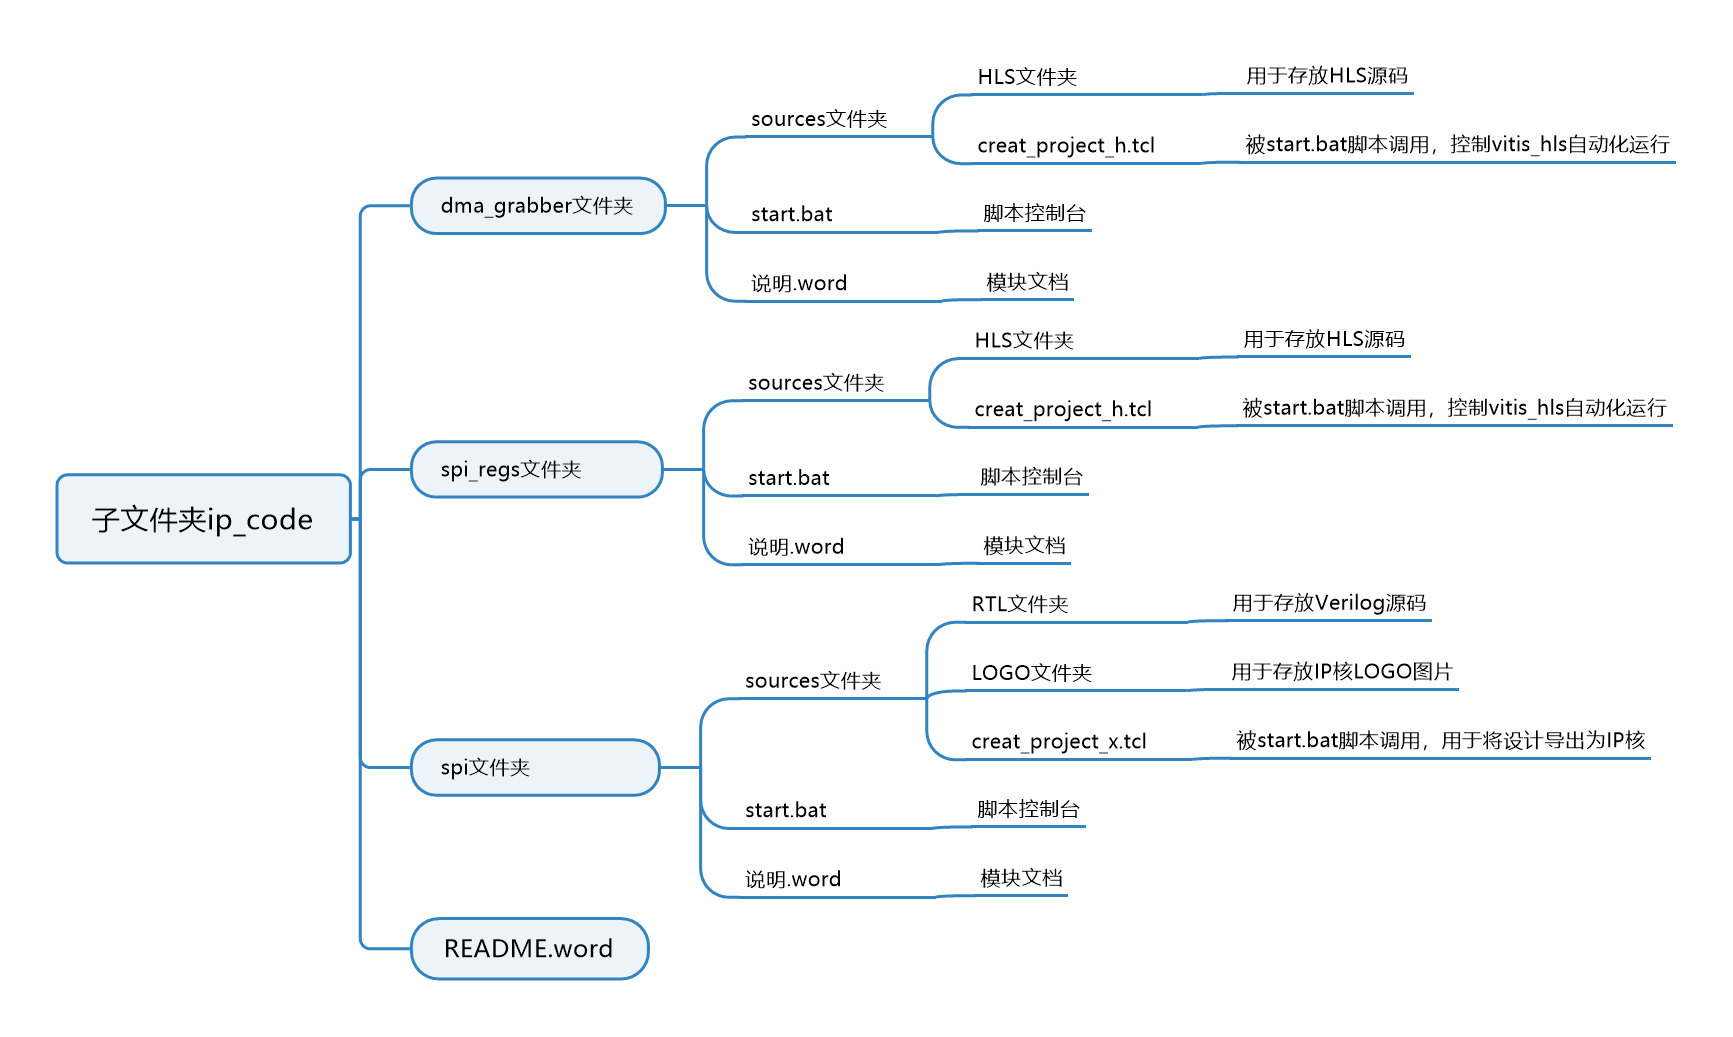 子文件夹ip_code
dma_grabber文件夹
sources文件夹
HLS文件夹
用于存放HLS源码
creat_project_h.tcl
被start.bat脚本调用，控制vitis_hls自动化运行
start.bat
脚本控制台
说明.word
模块文档
spi_regs文件夹
sources文件夹
HLS文件夹
用于存放HLS源码
creat_project_h.tcl
被start.bat脚本调用，控制vitis_hls自动化运行
start.bat
脚本控制台
说明.word
模块文档
spi文件夹
sources文件夹
RTL文件夹
用于存放Verilog源码
LOGO文件夹
用于存放IP核LOGO图片
creat_project_x.tcl
被start.bat脚本调用，用于将设计导出为IP核
start.bat
脚本控制台
说明.word
模块文档
README.word